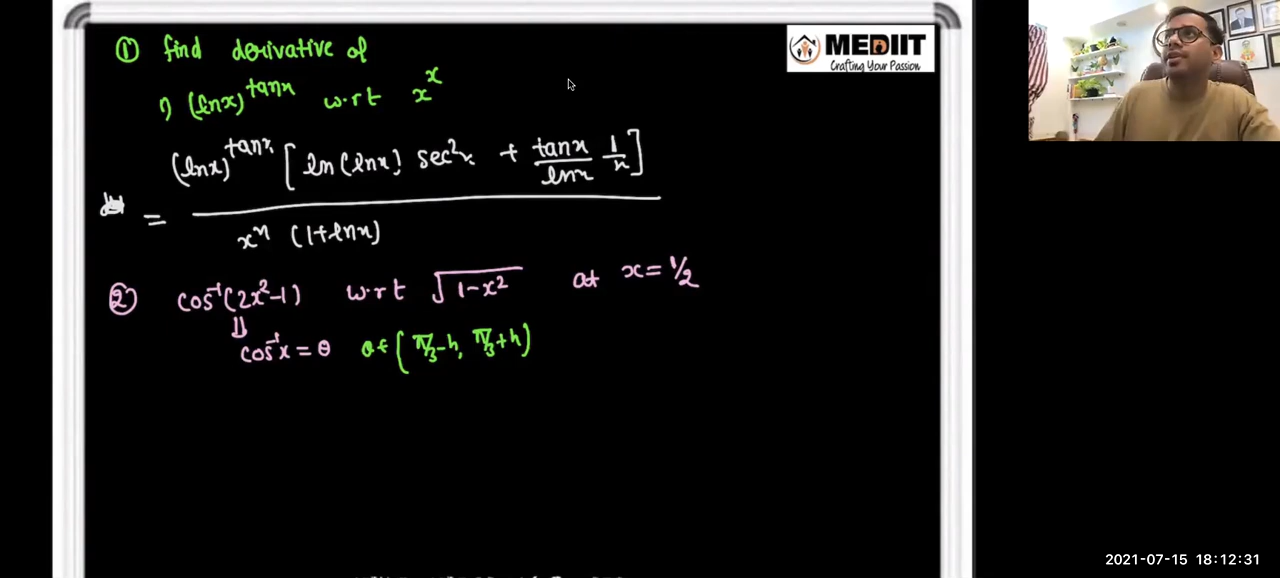 ① find derivative of
1) (lnx)^tanx w.r.t x^x
= (lnx)^tanx [ln(lnx) sec²x + tanx/lnx 1/x] / x^x (1+lnx)
② cos⁻¹(2x²-1) w.r.t √(1-x²) at x=1/2
⇓
cos⁻¹x = θ θ∈(π/3-h, π/3+h)
MEDIIT
Crafting Your Passion
2021-07-15 18:12:31